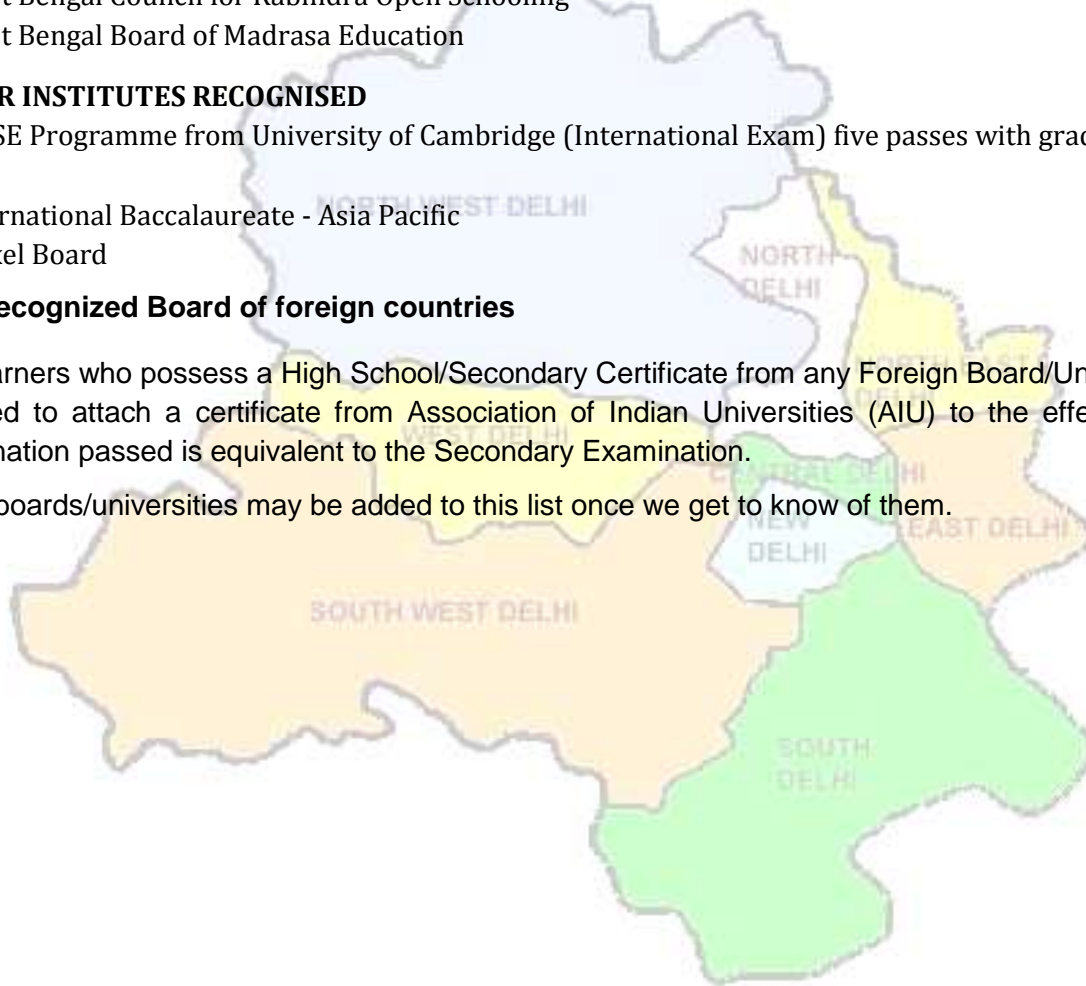 t Bengal Council for Rabindra Open Schooling
t Bengal Board of Madrasa Education
R INSTITUTES RECOGNISED
SE Programme from University of Cambridge (International Exam) five passes with grad
ernational Baccalaureate - Asia Pacific
xel Board
ecognized Board of foreign countries
arners who possess a High School/Secondary Certificate from any Foreign Board/Un
ed to attach a certificate from Association of Indian Universities (AIU) to the effe
nation passed is equivalent to the Secondary Examination.
boards/universities may be added to this list once we get to know of them.
NORTH WEST DELHI
NORTH
DELHI
NORTH EAST
DELHI
WEST DELHI
CENTRAL DELHI
NEW
DELHI
EAST DELHI
SOUTH WEST DELHI
SOUTH
DELHI